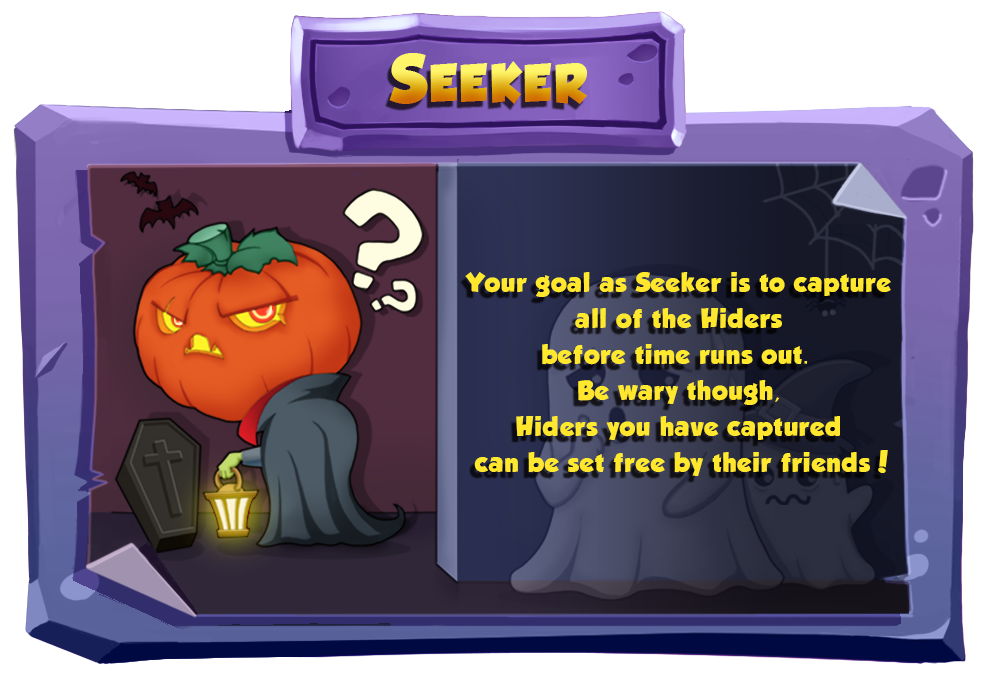 Seeker
? ?
Your goal as Seeker is to capture
all of the Hiders
before time runs out.
Be wary though,
Hiders you have captured
can be set free by their friends!